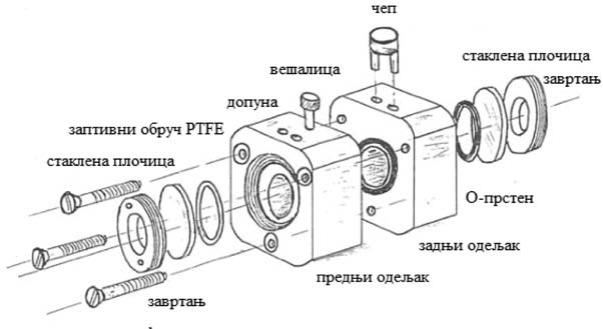 чеп
стаклена плочица
завртањ
вешалица
допуна
заптивни обруч PTFE
стаклена плочица
О-прстен
задњи одељак
предњи одељак
завртањ